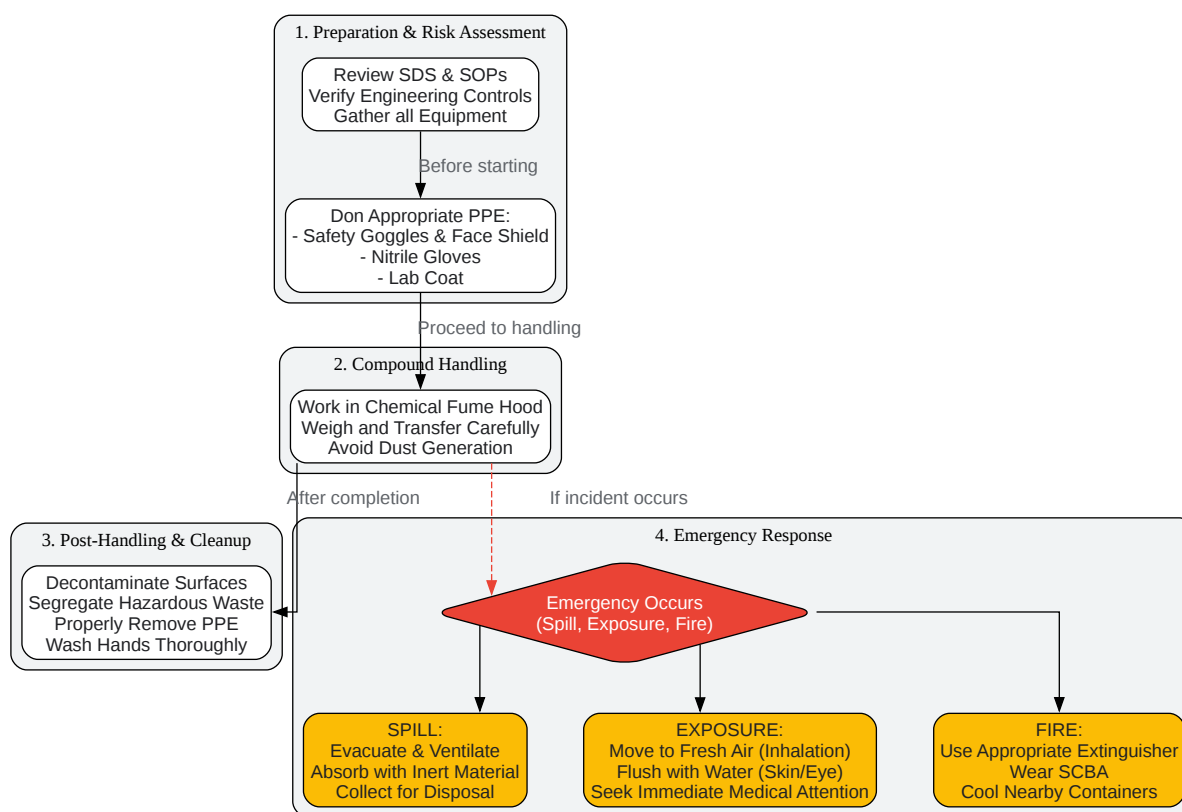 1. Preparation & Risk Assessment
Review SDS & SOPs
Verify Engineering Controls
Gather all Equipment
Before starting
Don Appropriate PPE:
- Safety Goggles & Face Shield
- Nitrile Gloves
- Lab Coat
Proceed to handling
2. Compound Handling
Work in Chemical Fume Hood
Weigh and Transfer Carefully
Avoid Dust Generation
After completion
If incident occurs
3. Post-Handling & Cleanup
Decontaminate Surfaces
Segregate Hazardous Waste
Properly Remove PPE
Wash Hands Thoroughly
4. Emergency Response
Emergency Occurs
(Spill, Exposure, Fire)
SPILL:
Evacuate & Ventilate
Absorb with Inert Material
Collect for Disposal
EXPOSURE:
Move to Fresh Air (Inhalation)
Flush with Water (Skin/Eye)
Seek Immediate Medical Attention
FIRE:
Use Appropriate Extinguisher
Wear SCBA
Cool Nearby Containers